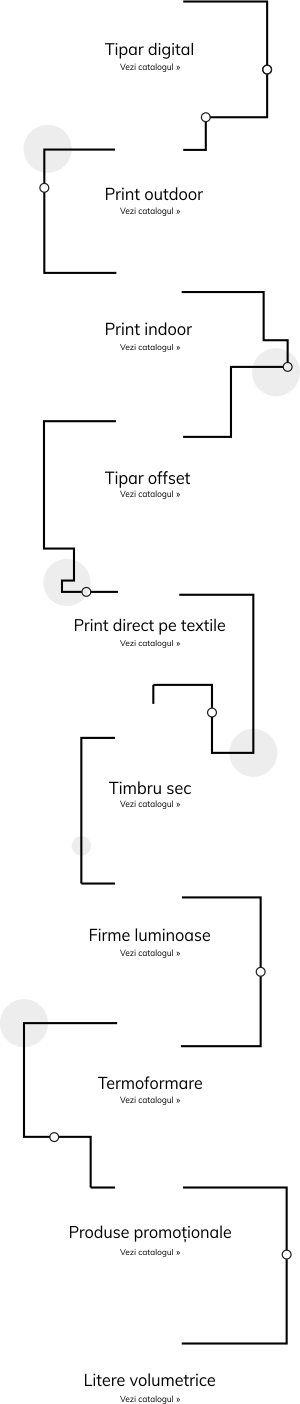 Tipar digital
Vezi catalogul »
Print outdoor
Vezi catalogul »
Print indoor
Vezi catalogul »
Tipar offset
Vezi catalogul »
Print direct pe textile
Vezi catalogul »
Timbru sec
Vezi catalogul »
Firme luminoase
Vezi catalogul »
Termoformare
Vezi catalogul »
Produse promoționale
Vezi catalogul »
Litere volumetrice
Vezi catalogul »